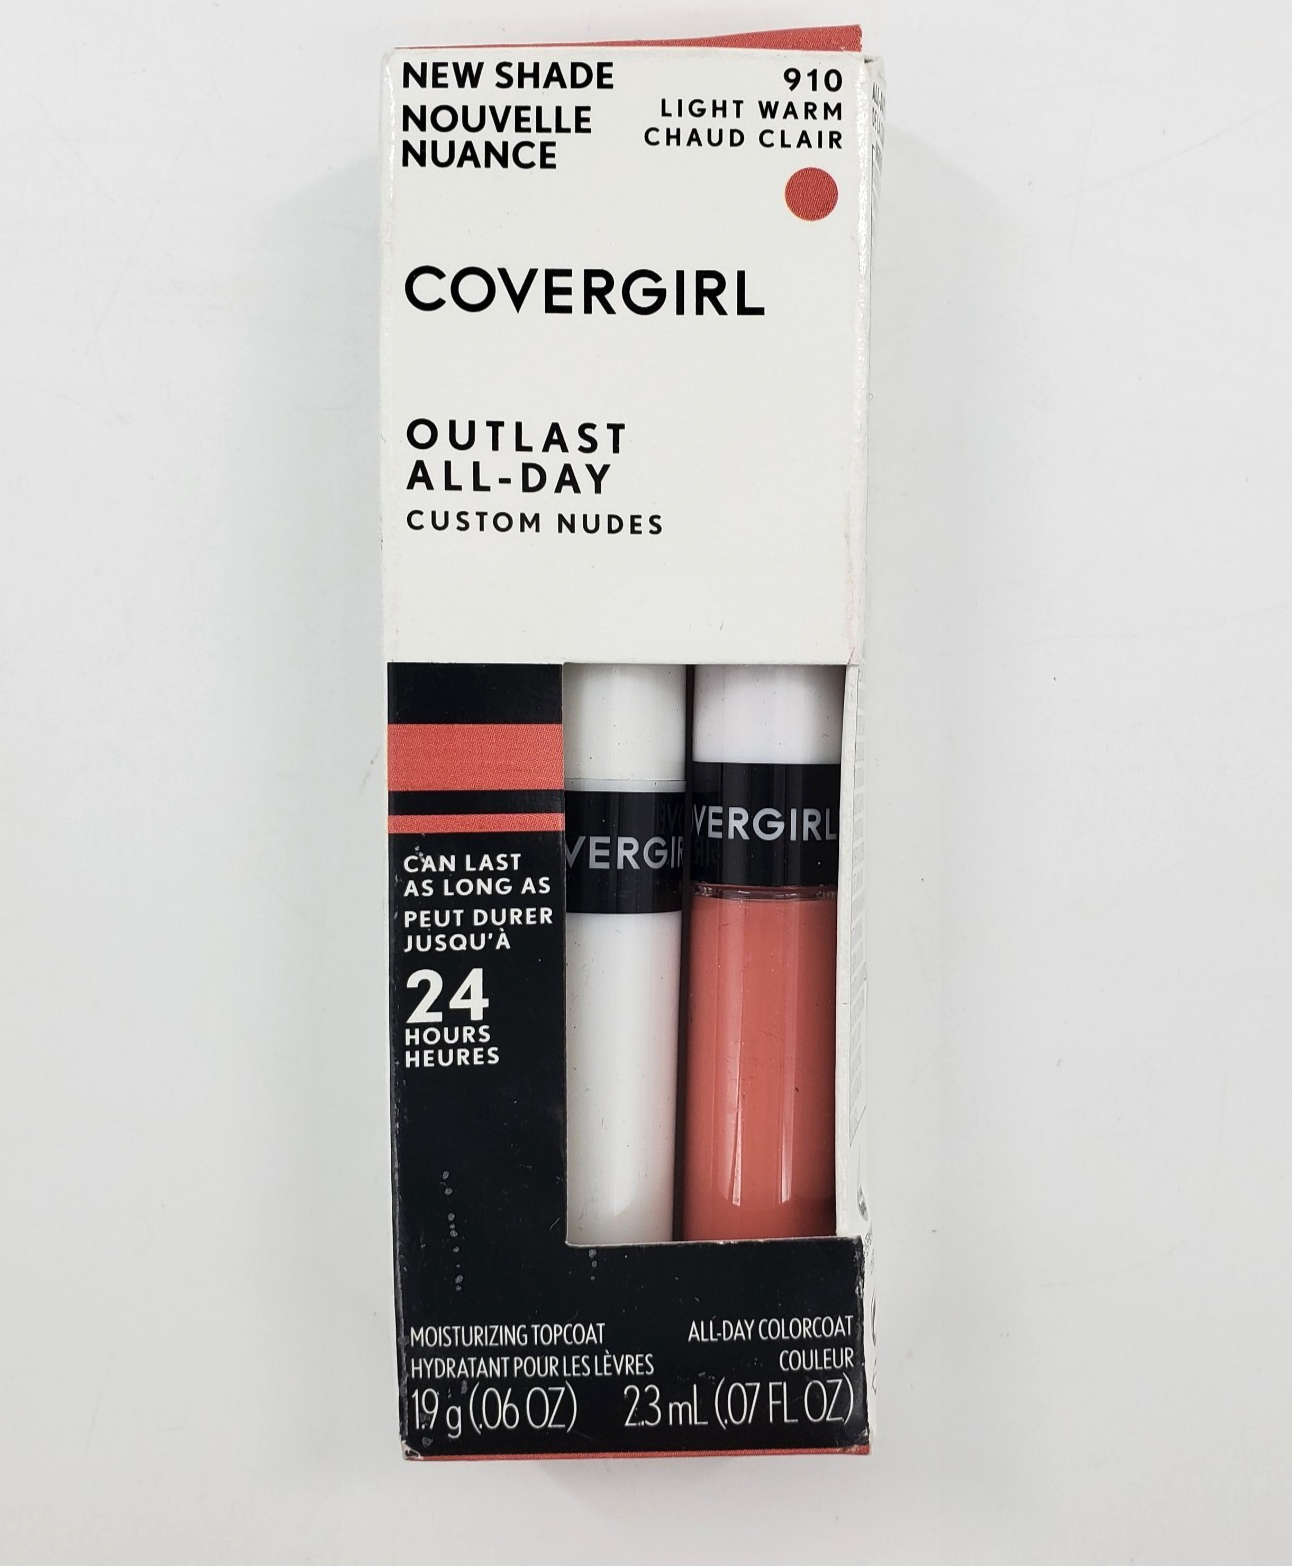 NEW SHADE
NOUVELLE
NUANCE
910
LIGHT WARM
CHAUD CLAIR
COVERGIRL
OUTLAST
ALL-DAY
CUSTOM NUDES
VERGI
OVERGIRL
CAN LAST
AS LONG AS
PEUT DURER
JUSQU'À
24
HOURS
HEURES
MOISTURIZING TOPCOAT
HYDRATANT POUR LES LÈVRES
1.9 g (.06 OZ)
ALL-DAY COLORCOAT
COULEUR
2.3 mL (.07 FL OZ)